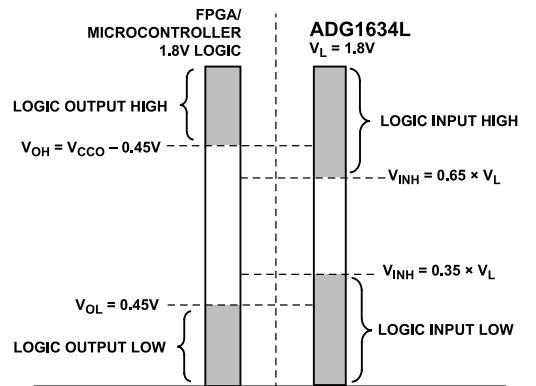 FPGA/
MICROCONTROLLER
1.8V LOGIC
ADG1634L
VL = 1.8V
LOGIC OUTPUT HIGH
LOGIC INPUT HIGH
VOH = VCCO – 0.45V
VINH = 0.65 × VL
VINH = 0.35 × VL
VOL = 0.45V
LOGIC INPUT LOW
LOGIC OUTPUT LOW